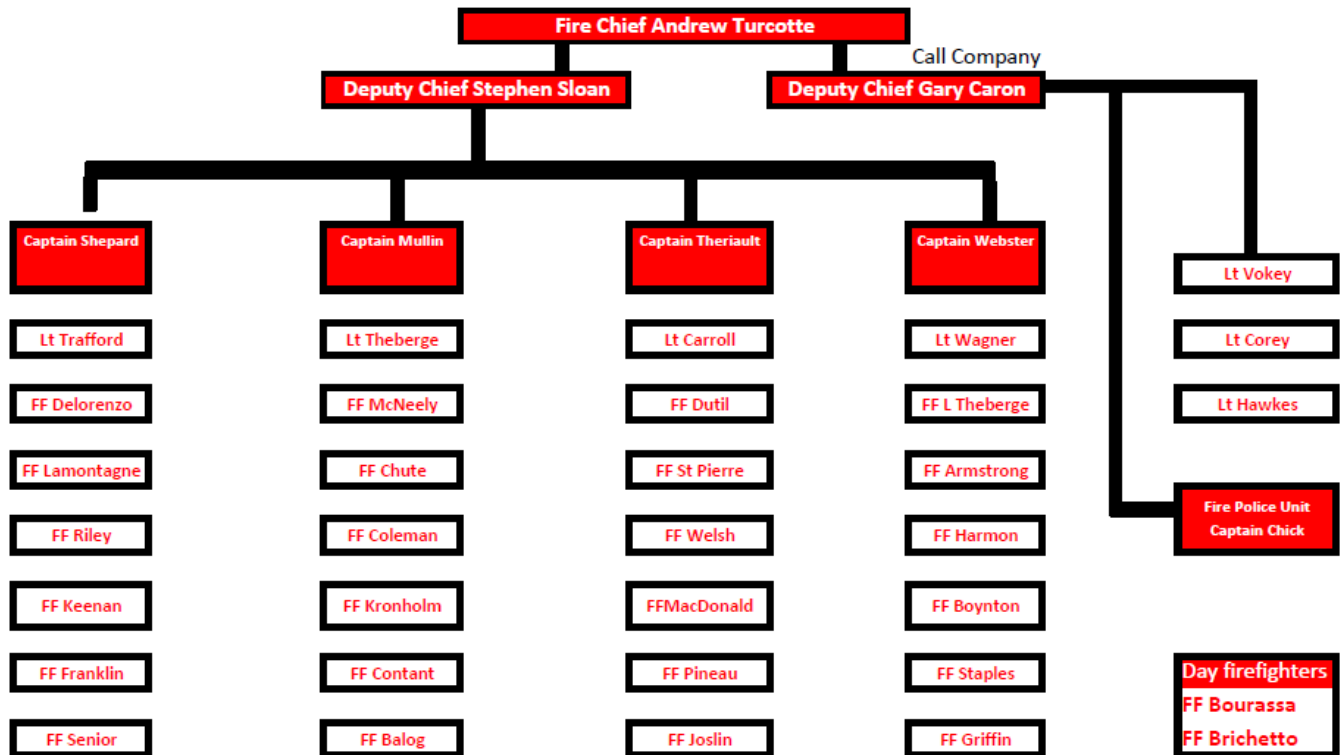 Fire Chief Andrew Turcotte
Call Company
Deputy Chief Stephen Sloan
Deputy Chief Gary Caron
Captain Shepard
Captain Mullin
Captain Theriault
Captain Webster
Lt Vokey
Lt Trafford
Lt Theberge
Lt Carroll
Lt Wagner
Lt Corey
FF Delorenzo
FF McNeely
FF Dutil
FF L Theberge
Lt Hawkes
FF Lamontagne
FF Chute
FF St Pierre
FF Armstrong
Fire Police Unit
Captain Chick
FF Riley
FF Coleman
FF Welsh
FF Harmon
FF Keenan
FF Kronholm
FFMacDonald
FF Boynton
FF Franklin
FF Contant
FF Pineau
FF Staples
Day firefighters
FF Bourassa
FF Brichetto
FF Senior
FF Balog
FF Joslin
FF Griffin